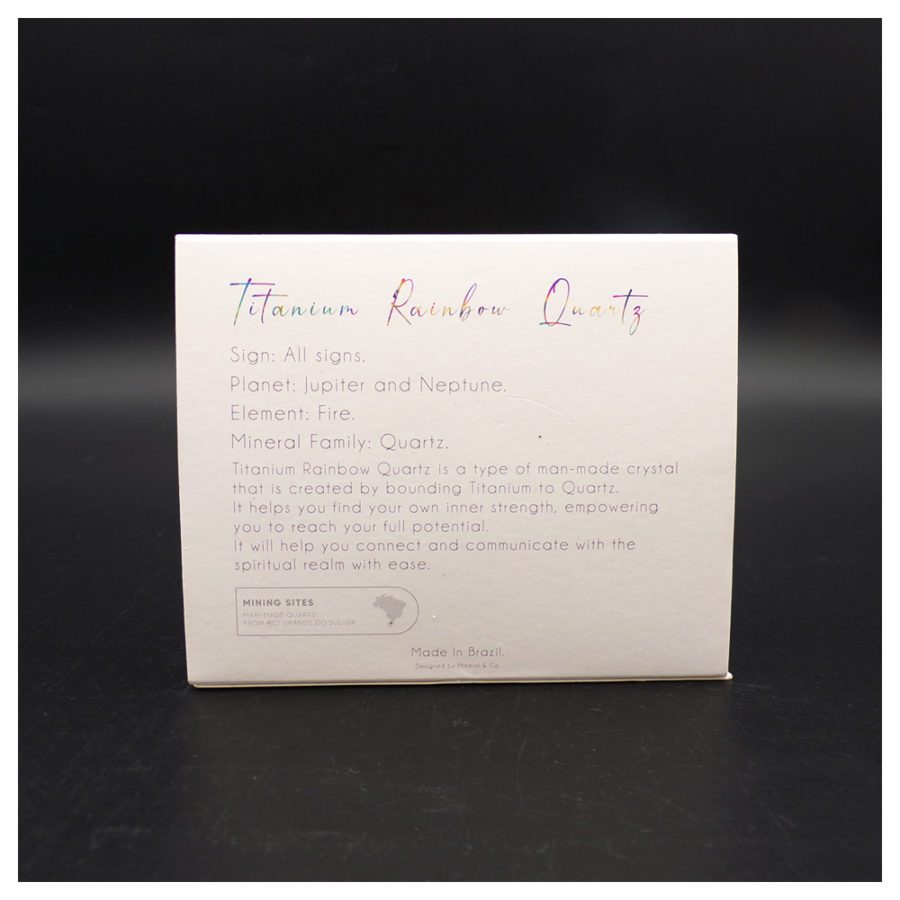 Titanium Rainbow Quartz
Sign: All signs.
Planet: Jupiter and Neptune.
Element: Fire.
Mineral Family: Quartz.
Titanium Rainbow Quartz is a type of man-made crystal
that is created by bounding Titanium to Quartz.
It helps you find your own inner strength, empowering
you to reach your full potential.
It will help you connect and communicate with the
spiritual realm with ease.
MINING SITES
MAN-MADE QUARTZ
FROM RIO GRANDE DO SUL-BR
Made In Brazil.
Designed by Mineral & Co